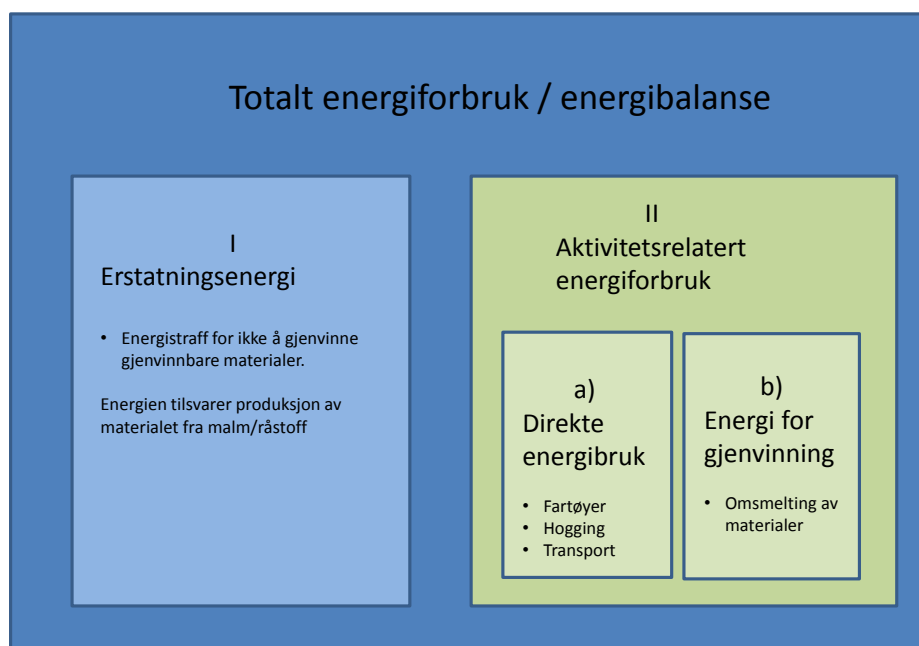 Totalt energiforbruk / energibalanse
I
Erstatningsenergi
• Energistraff for ikke å gjenvinne
gjenvinnbare materialer.
Energien tilsvarer produksjon av
materialet fra malm/råstoff
II
Aktivitetsrelatert
energiforbruk
a)
Direkte
energibruk
• Fartøyer
• Hogging
• Transport
b)
Energi for
gjenvinning
• Omsmelting av
materialer